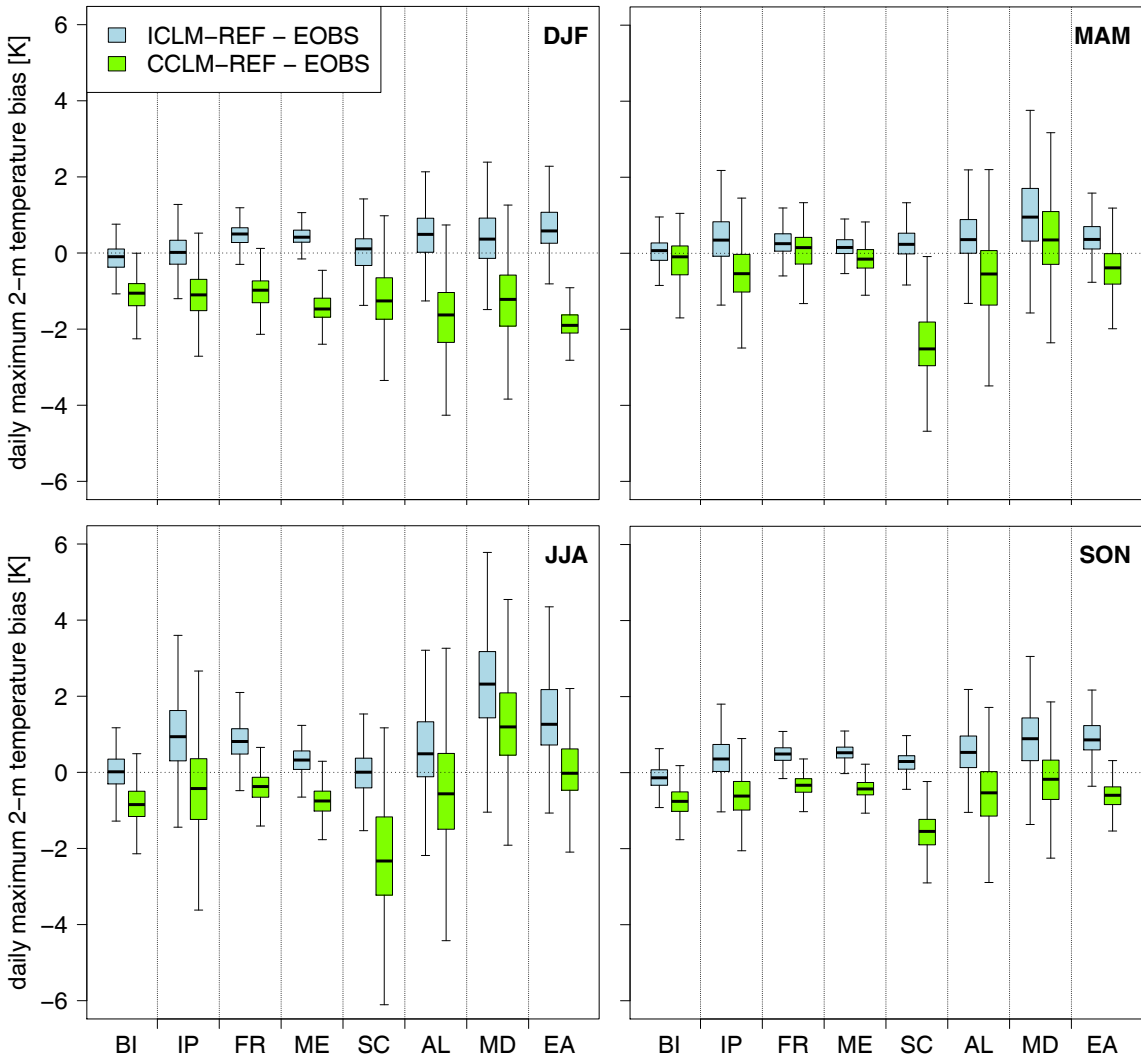 6
4
2
0
−2
−4
−6
daily maximum 2−m temperature bias [K]
ICLM−REF − EOBS
CCLM−REF − EOBS
DJF
MAM
6
4
2
0
−2
−4
−6
daily maximum 2−m temperature bias [K]
JJA
SON
BI IP FR ME SC AL MD EA
BI IP FR ME SC AL MD EA